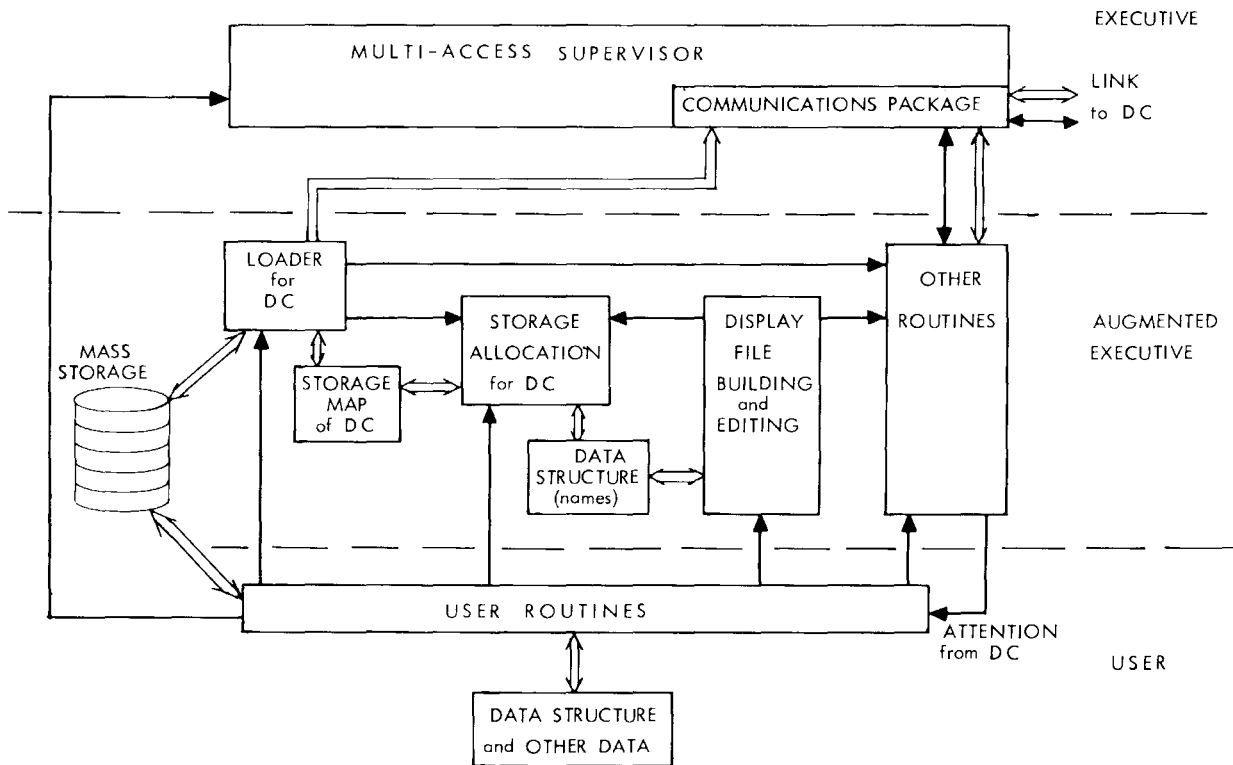 EXECUTIVE
MULTI-ACCESS SUPERVISOR
COMMUNICATIONS PACKAGE
LINK
to DC
LOADER
for
DC
STORAGE
ALLOCATION
for DC
DISPLAY
FILE
BUILDING
and
EDITING
OTHER
ROUTINES
AUGMENTED
EXECUTIVE
MASS
STORAGE
STORAGE
MAP
of DC
DATA
STRUCTURE
(names)
USER ROUTINES
ATTENTION
from DC
USER
DATA STRUCTURE
and OTHER DATA